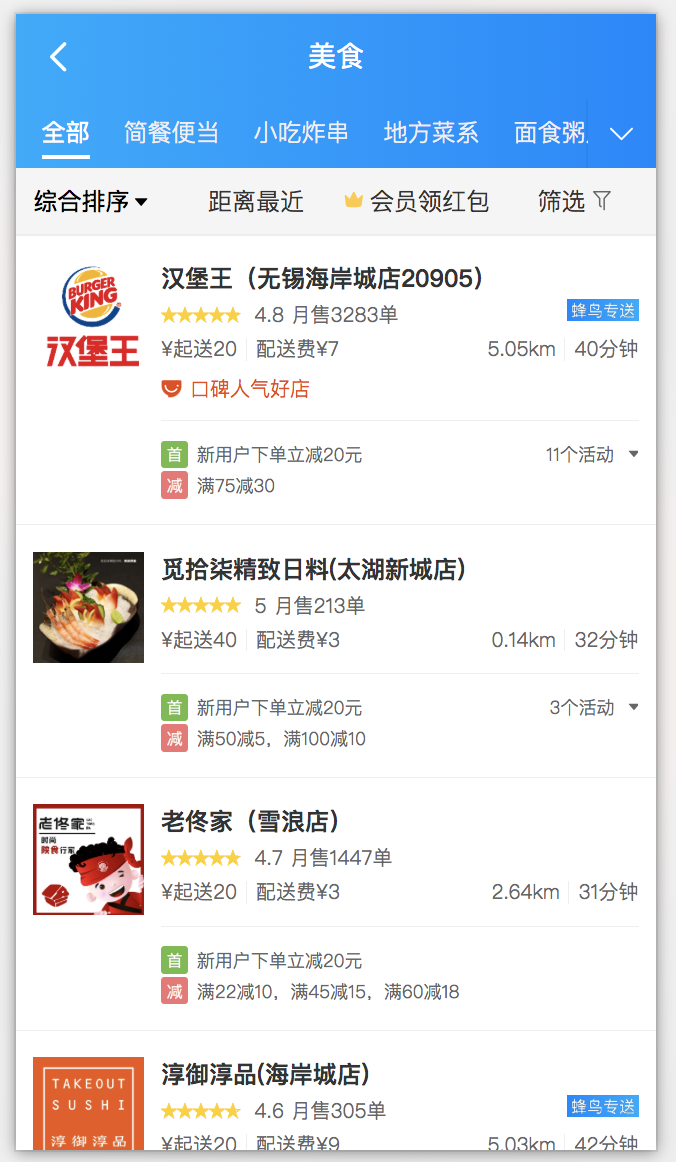 美食
全部 简餐便当 小吃炸串 地方菜系 面食粥
综合排序 距离最近 会员领红包 筛选
BURGER
KING
汉堡王
汉堡王（无锡海岸城店20905）
4.8 月售3283单 蜂鸟专送
¥起送20 配送费¥7 5.05km 40分钟
口碑人气好店
首 新用户下单立减20元 11个活动
减 满75减30
觅拾柒精致日料(太湖新城店)
5 月售213单
¥起送40 配送费¥3 0.14km 32分钟
首 新用户下单立减20元 3个活动
减 满50减5，满100减10
老佟家
时尚
顾食行家
老佟家（雪浪店）
4.7 月售1447单
¥起送20 配送费¥3 2.64km 31分钟
首 新用户下单立减20元
减 满22减10，满45减15，满60减18
TAKEOUT
SUSHI
淳御淳品
淳御淳品(海岸城店)
4.6 月售305单 蜂鸟专送
¥起送20 配送费¥9 5.03km 42分钟